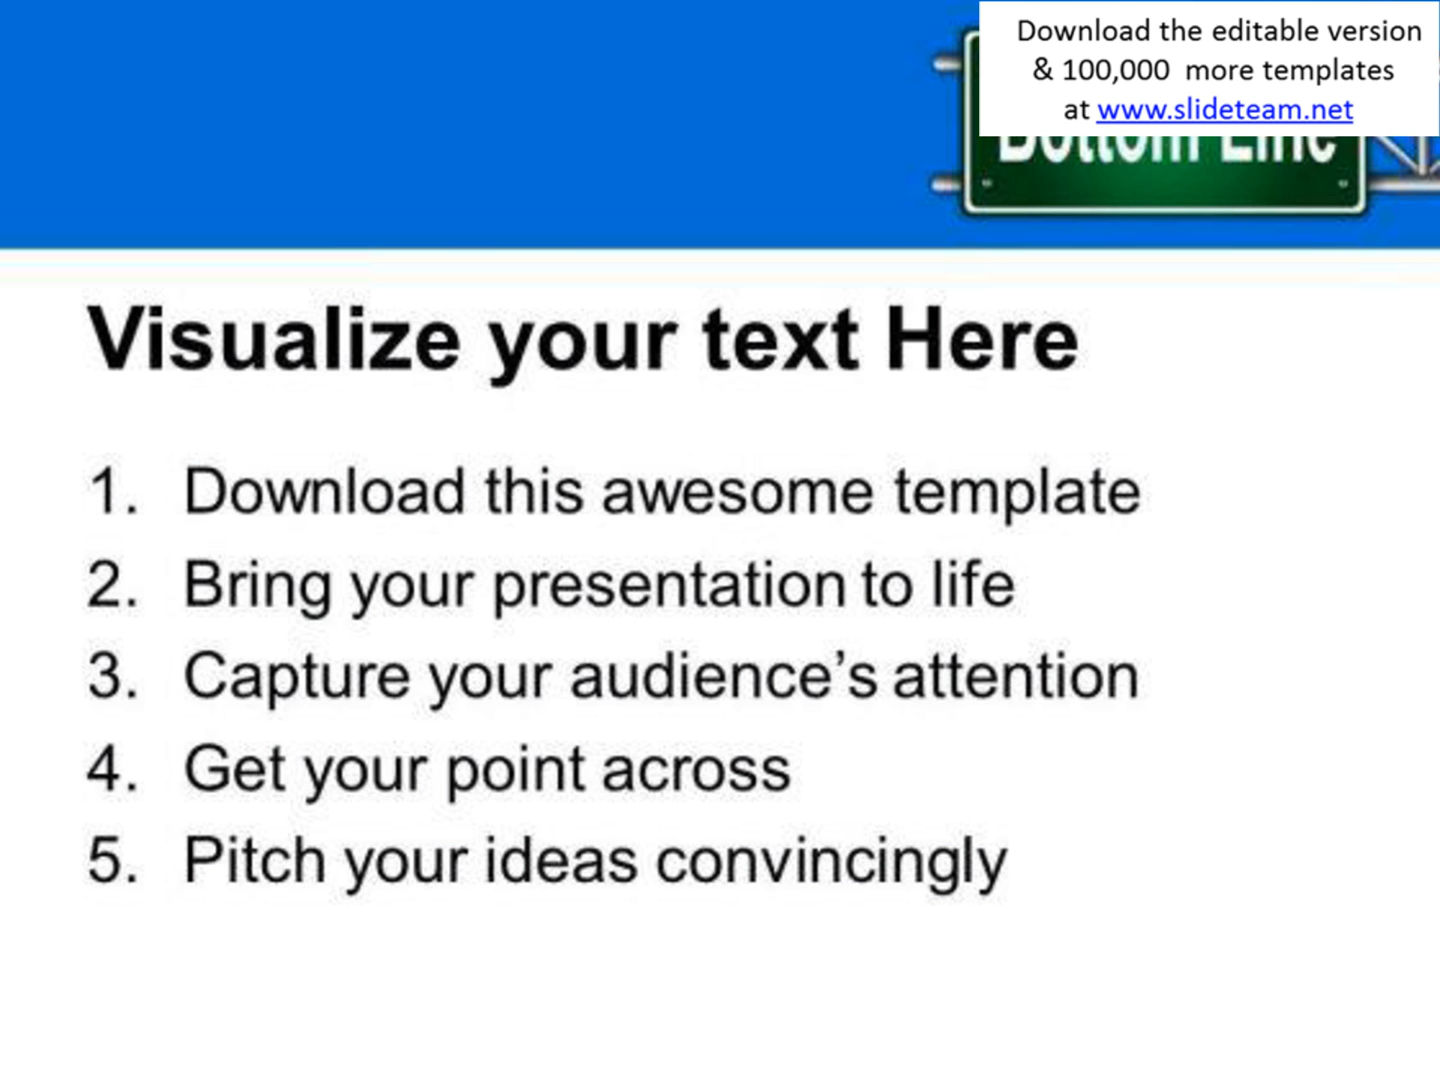 Download the editable version
& 100,000 more templates
at www.slideteam.net
Bottom Line
Visualize your text Here
1. Download this awesome template
2. Bring your presentation to life
3. Capture your audience’s attention
4. Get your point across
5. Pitch your ideas convincingly